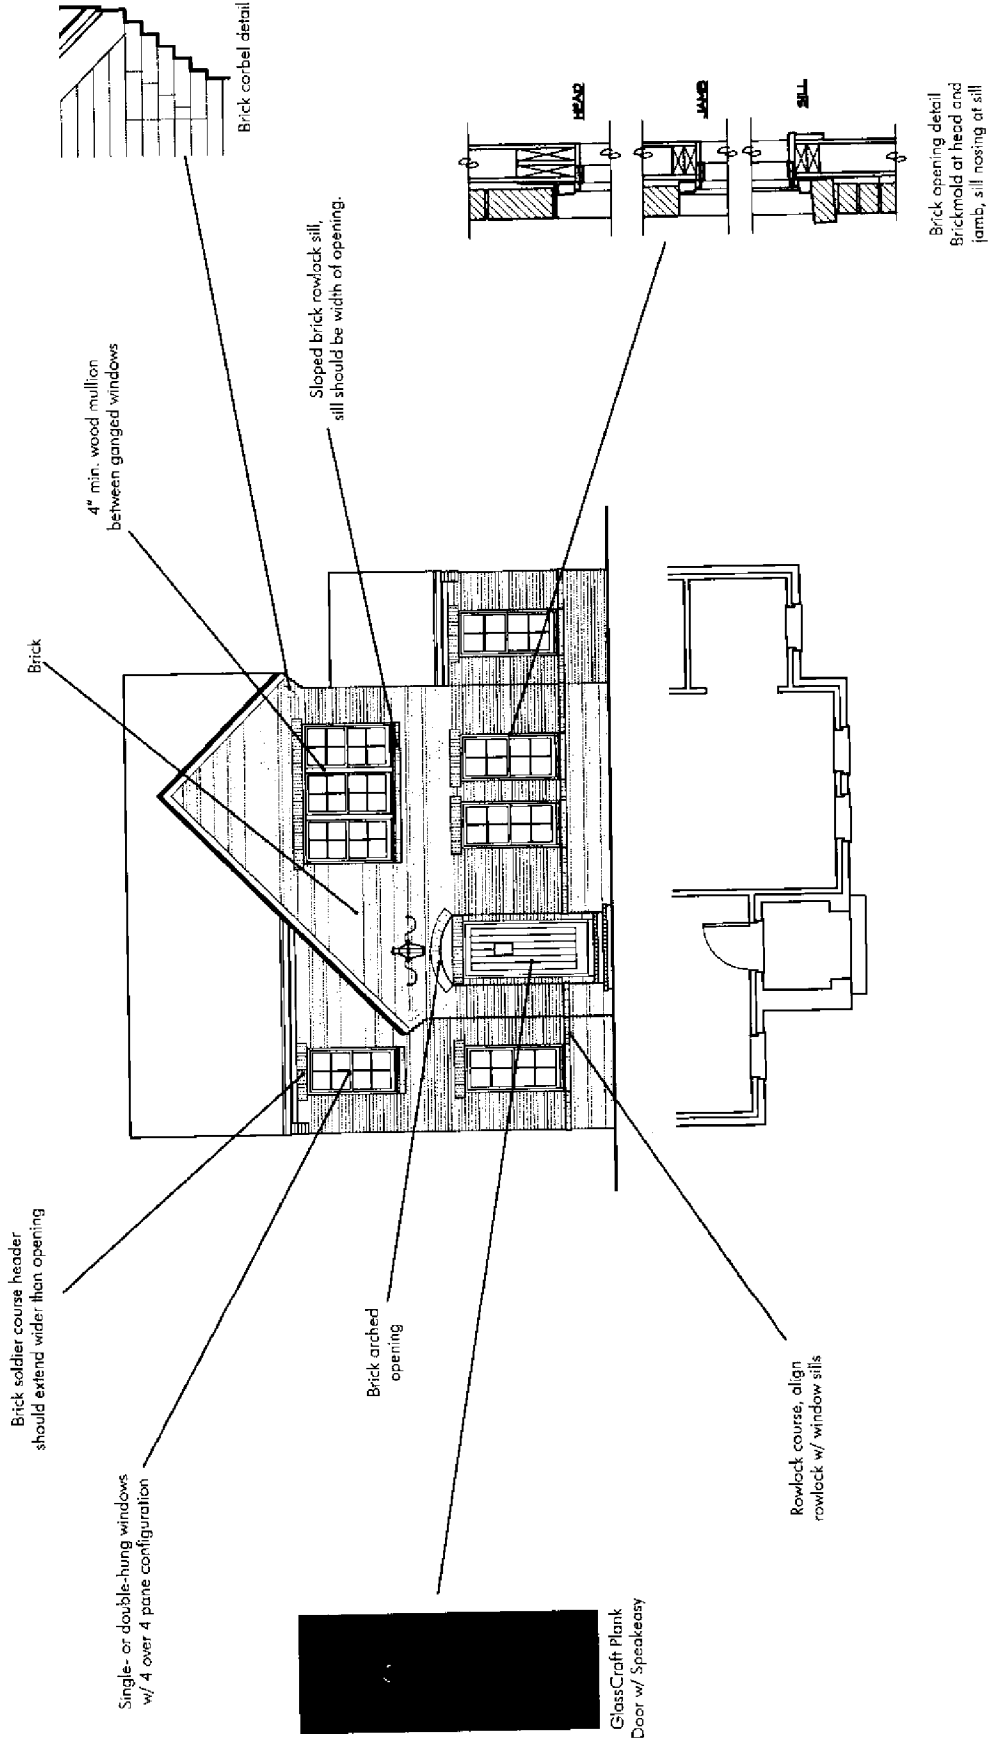 Brick soldier course header
should extend wider than opening
Single- or double-hung windows
w/ 4 over 4 pane configuration
Brick arched
opening
GlassCraft Plank
Door w/ Speakeasy
Rowlock course, align
rowlock w/ window sills
Brick
4" min. wood mullion
between ganged windows
Sloped brick rowlock sill,
sill should be width of opening.
Brick corbel detail
HEAD
JAMB
SILL
Brick opening detail
Brickmold at head and
jamb, sill nosing at sill